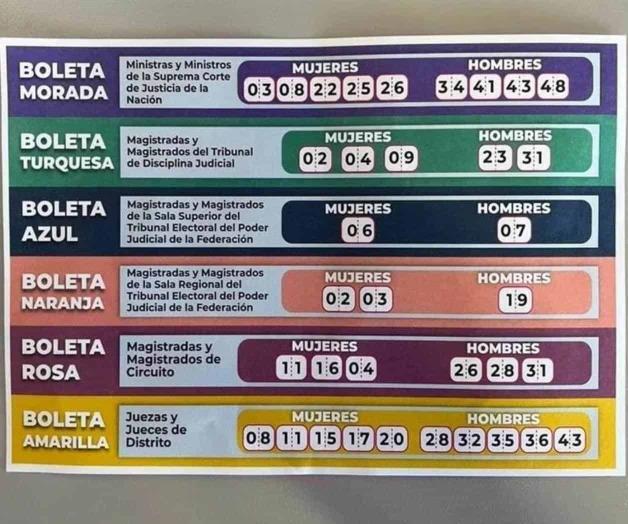 BOLETA
MORADA
Ministras y Ministros
de la Suprema Corte
de Justicia de la
Nación
MUJERES
03 08 22 25 26
HOMBRES
34 41 43 48
BOLETA
TURQUESA
Magistradas y
Magistrados del Tribunal
de Disciplina Judicial
MUJERES
02 04 09
HOMBRES
23 31
BOLETA
AZUL
Magistradas y Magistrados
de la Sala Superior del
Tribunal Electoral del Poder
Judicial de la Federación
MUJERES
06
HOMBRES
07
BOLETA
NARANJA
Magistradas y Magistrados
de la Sala Regional del
Tribunal Electoral del Poder
Judicial de la Federación
MUJERES
02 03
HOMBRES
19
BOLETA
ROSA
Magistradas y
Magistrados de
Circuito
MUJERES
11 16 04
HOMBRES
26 28 31
BOLETA
AMARILLA
Juezas y
Jueces de
Distrito
MUJERES
08 11 15 17 20
HOMBRES
28 32 35 36 43